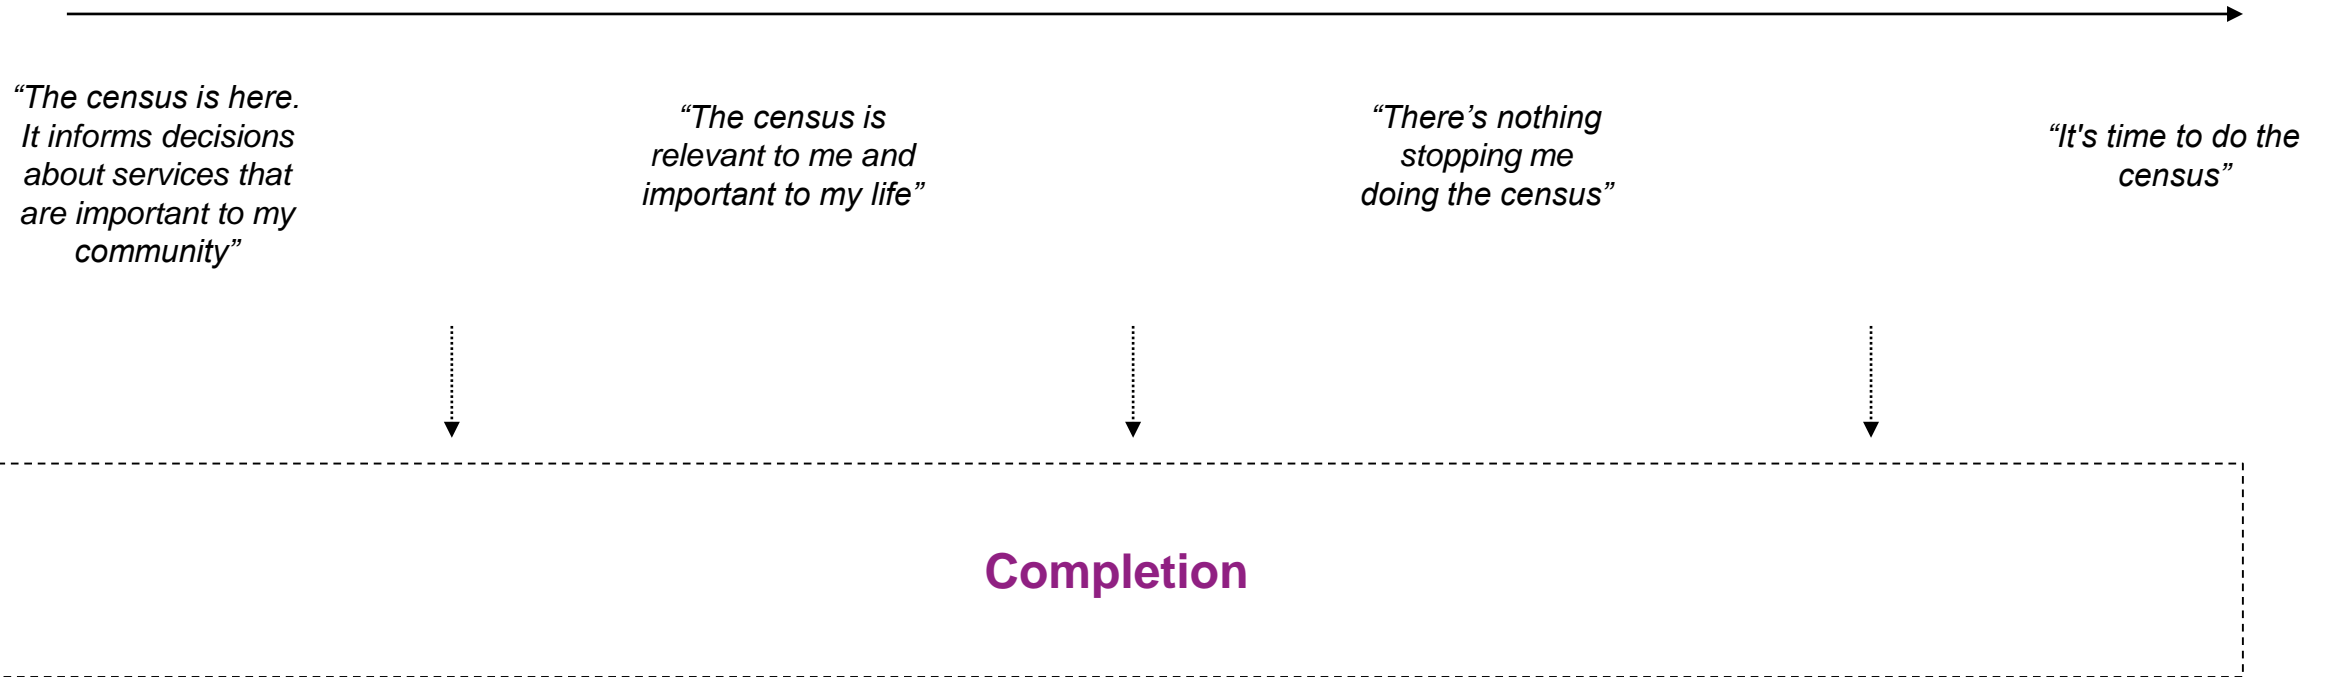 “The census is here.
It informs decisions
about services that
are important to my
community”
“The census is
relevant to me and
important to my life”
“There’s nothing
stopping me
doing the census”
“It's time to do the
census”
Completion